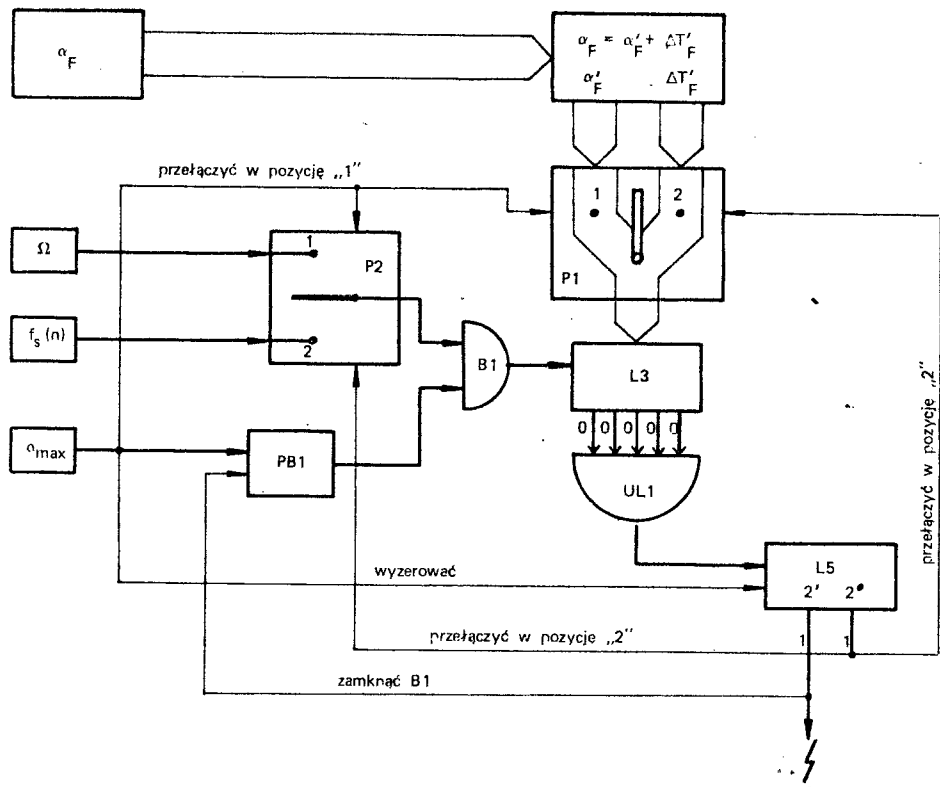 α_F
α_F = α'_F + ΔT'_F
α'_F ΔT'_F
przełączyć w pozycję „1”
1 2
P1
Ω
1
P2
f_s(n)
2
B1
L3
przełączyć w pozycje „2”
α_max
PB1
0 0 0 0 0
UL1
wyzerować
L5
2' 2°
przełączyć w pozycje „2”
1 1
zamknąć B1